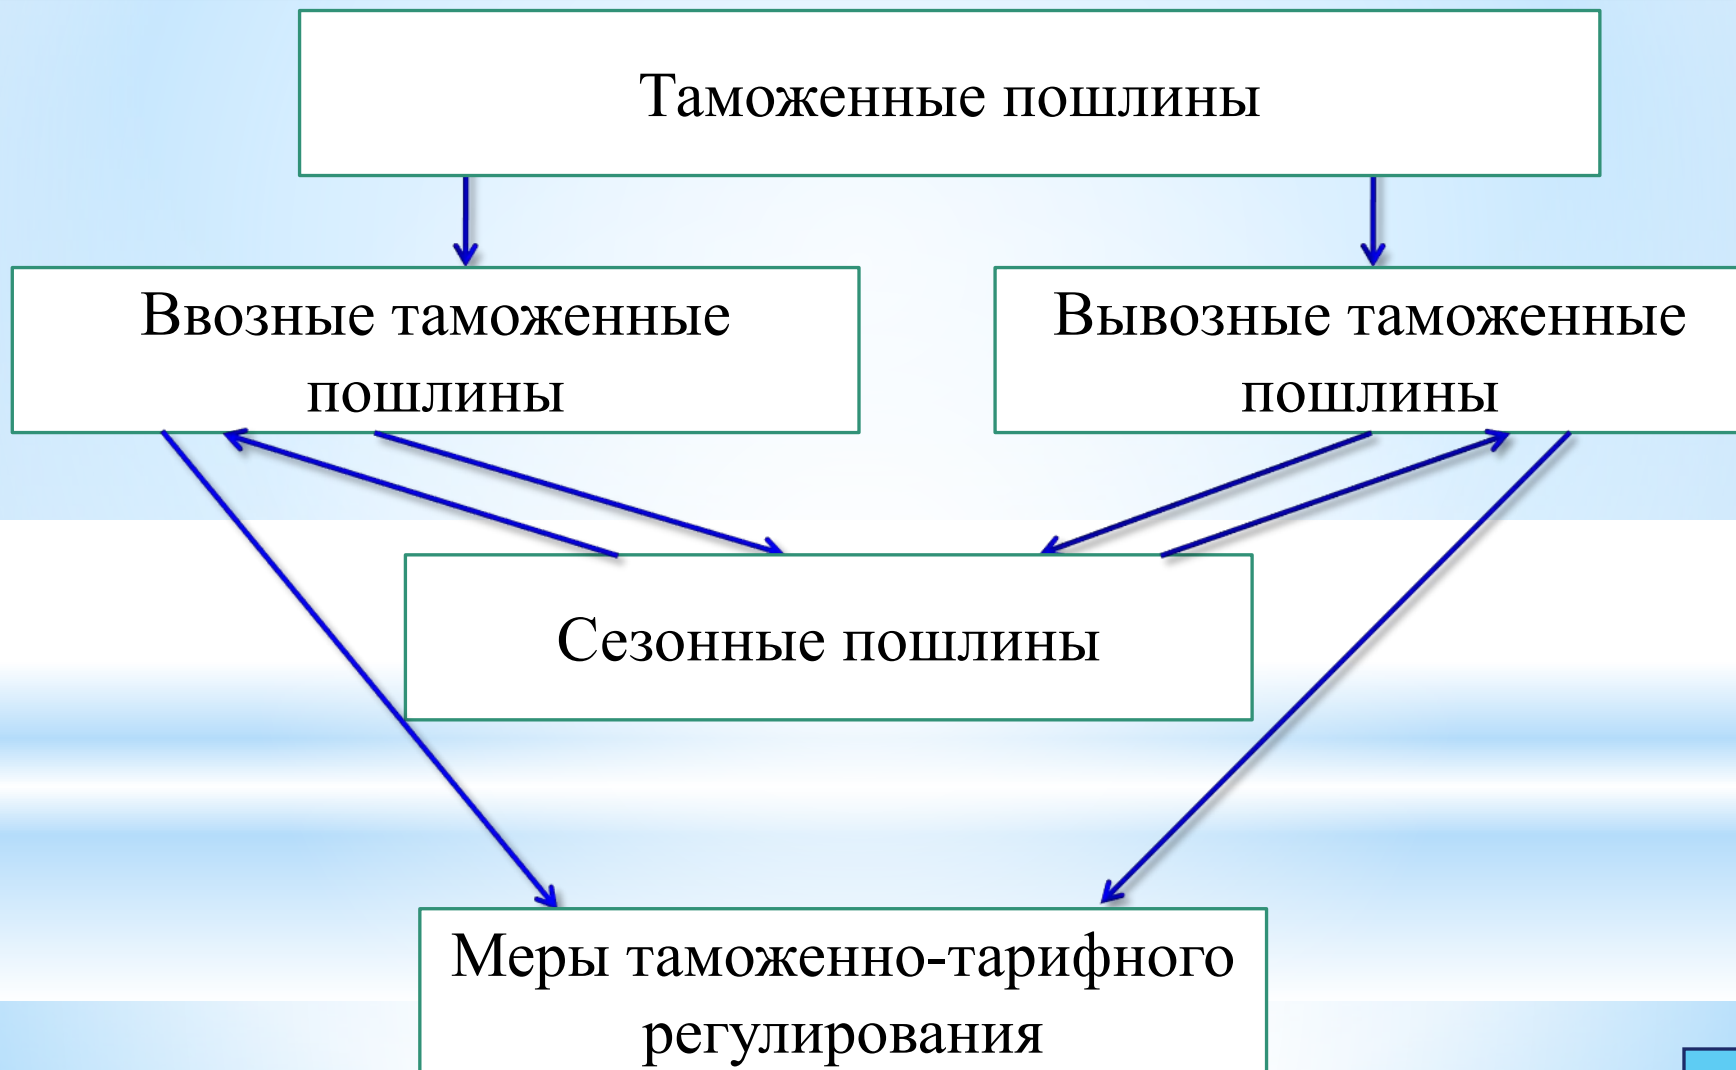 Таможенные пошлины
Ввозные таможенные
пошлины
Вывозные таможенные
пошлины
Сезонные пошлины
Меры таможенно-тарифного
регулирования